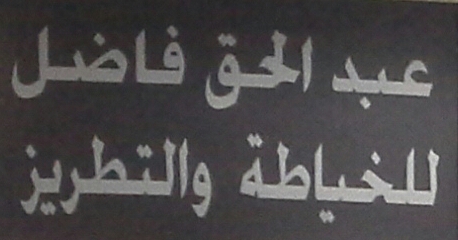 عبد الحق فاضل
للخياطة والتطريز